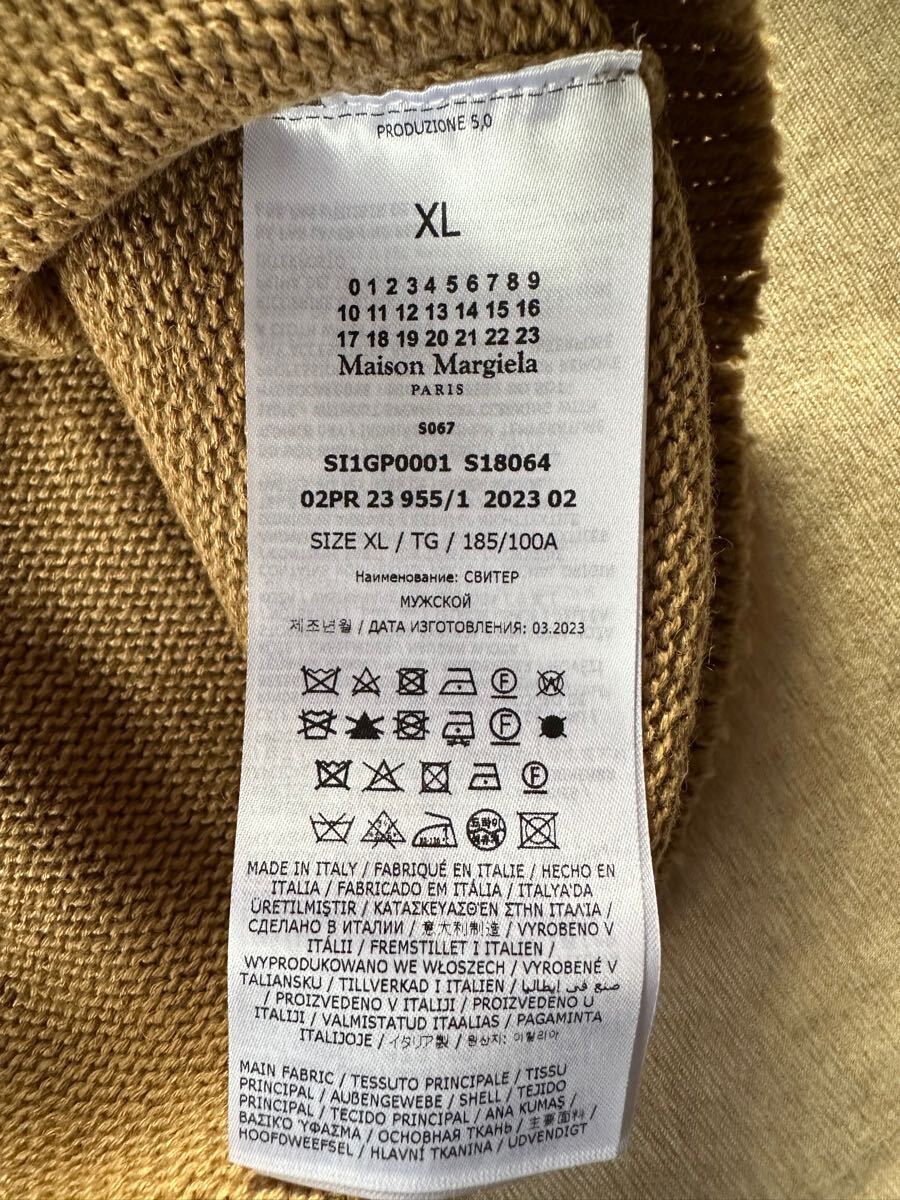 PRODUZIONE 5,0
XL
0 1 2 3 4 5 6 7 8 9
10 11 12 13 14 15 16
17 18 19 20 21 22 23
Maison Margiela
PARIS
S067
SI1GP0001 S18064
02PR 23 955/1 2023 02
SIZE XL / TG / 185/100A
Наименование: СВИТЕР
МУЖСКОЙ
제조년월 / ДАТА ИЗГОТОВЛЕНИЯ: 03.2023
F W
F
F
드라이
MADE IN ITALY / FABRIQUÉ EN ITALIE / HECHO EN
ITALIA / FABRICADO EM ITÁLIA / ITALYA'DA
ÜRETILMIŞTIR / ΚΑΤΑΣΚΕΥΑΣΘ'ΕΝ ΣΤΗΝ ΙΤΑΛΊΑ /
СДЕЛАНО В ИТАЛИИ / 意大利制造 / VYROBENO V
ITÁLII / FREMSTILLET I ITALIEN /
WYPRODUKOWANO WE WŁOSZECH / VYROBENÉ V
TALIANSKU / TILLVERKAD I ITALIEN / صنع في ايطاليا
/ PROIZVEDENO V ITALIJI / PROIZVEDENO U
ITALIJI / VALMISTATUD ITAALIAS / PAGAMINTA
ITALIJOJE / イタリア製 / 원산지: 이탈리아
MAIN FABRIC / TESSUTO PRINCIPALE / TISSU
PRINCIPAL / AUßENGEWEBE / SHELL / TEJIDO
PRINCIPAL / TECIDO PRINCIPAL / ANA KUMAŞ /
ΒΑΣΙΚΌ ΎΦΑΣΜΑ / ОСНОВНАЯ ТКАНЬ / 主要面料 /
HOOFDWEEFSEL / HLAVNÍ TKANINA / UDVENDIGT